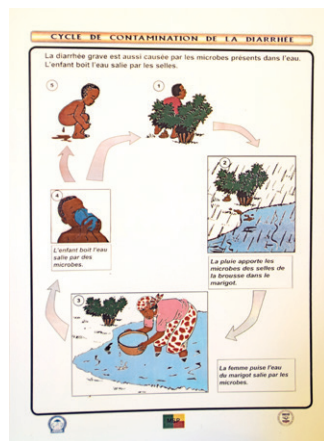 CYCLE DE CONTAMINATION DE LA DIARRHÉE
La diarrhée grave est aussi causée par les microbes présents dans l'eau.
L'enfant boit l'eau salie par les selles.
5
1
2
4
L'enfant boit l'eau
salie par des
microbes.
La pluie apporte les
microbes des selles de
la brousse dans le
marigot.
3
La femme puise l'eau
du marigot salie par les
microbes.